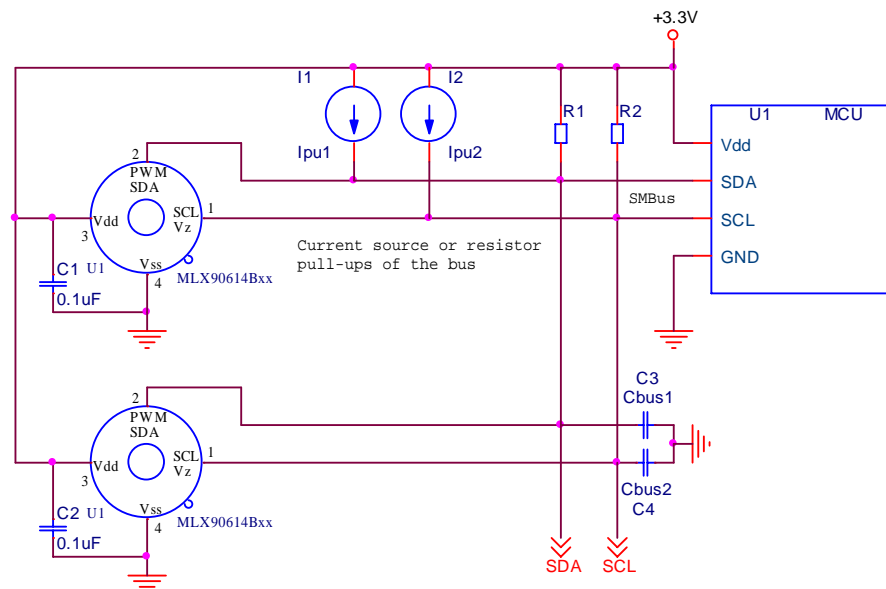 +3.3V
I1
I2
R1
R2
U1 MCU
Ipu1
Ipu2
Vdd
SDA
SCL
GND
SMBus
2
PWM
SDA
SCL
Vz
1
Vdd
3
Vss
4
MLX90614Bxx
C1
U1
0.1uF
Current source or resistor
pull-ups of the bus
2
PWM
SDA
SCL
Vz
1
Vdd
3
Vss
4
MLX90614Bxx
C2
U1
0.1uF
C3
Cbus1
Cbus2
C4
SDA
SCL